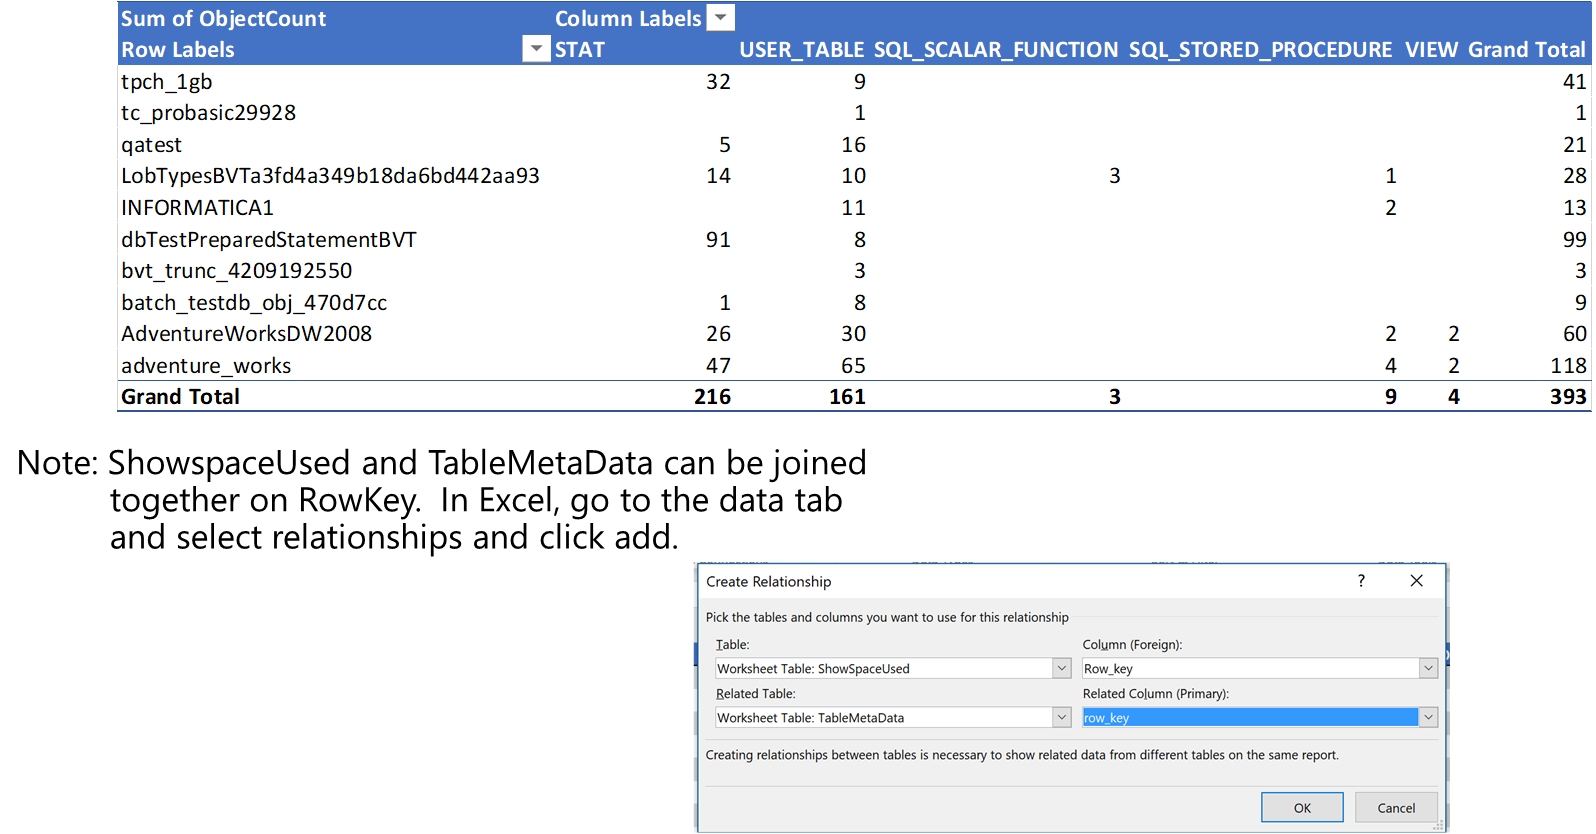 Sum of ObjectCount Column Labels
Row Labels STAT USER_TABLE SQL_SCALAR_FUNCTION SQL_STORED_PROCEDURE VIEW Grand Total
tpch_1gb 32 9 41
tc_probasic29928 1 1
qatest 5 16 21
LobTypesBVTa3fd4a349b18da6bd442aa93 14 10 3 1 28
INFORMATICA1 11 2 13
dbTestPreparedStatementBVT 91 8 99
bvt_trunc_4209192550 3 3
batch_testdb_obj_470d7cc 1 8 9
AdventureWorksDW2008 26 30 2 2 60
adventure_works 47 65 4 2 118
Grand Total 216 161 3 9 4 393
Note: ShowspaceUsed and TableMetaData can be joined
together on RowKey. In Excel, go to the data tab
and select relationships and click add.
Create Relationship ? ×
Pick the tables and columns you want to use for this relationship
Table: Column (Foreign):
Worksheet Table: ShowSpaceUsed Row_key
Related Table: Related Column (Primary):
Worksheet Table: TableMetaData row_key
Creating relationships between tables is necessary to show related data from different tables on the same report.
OK Cancel